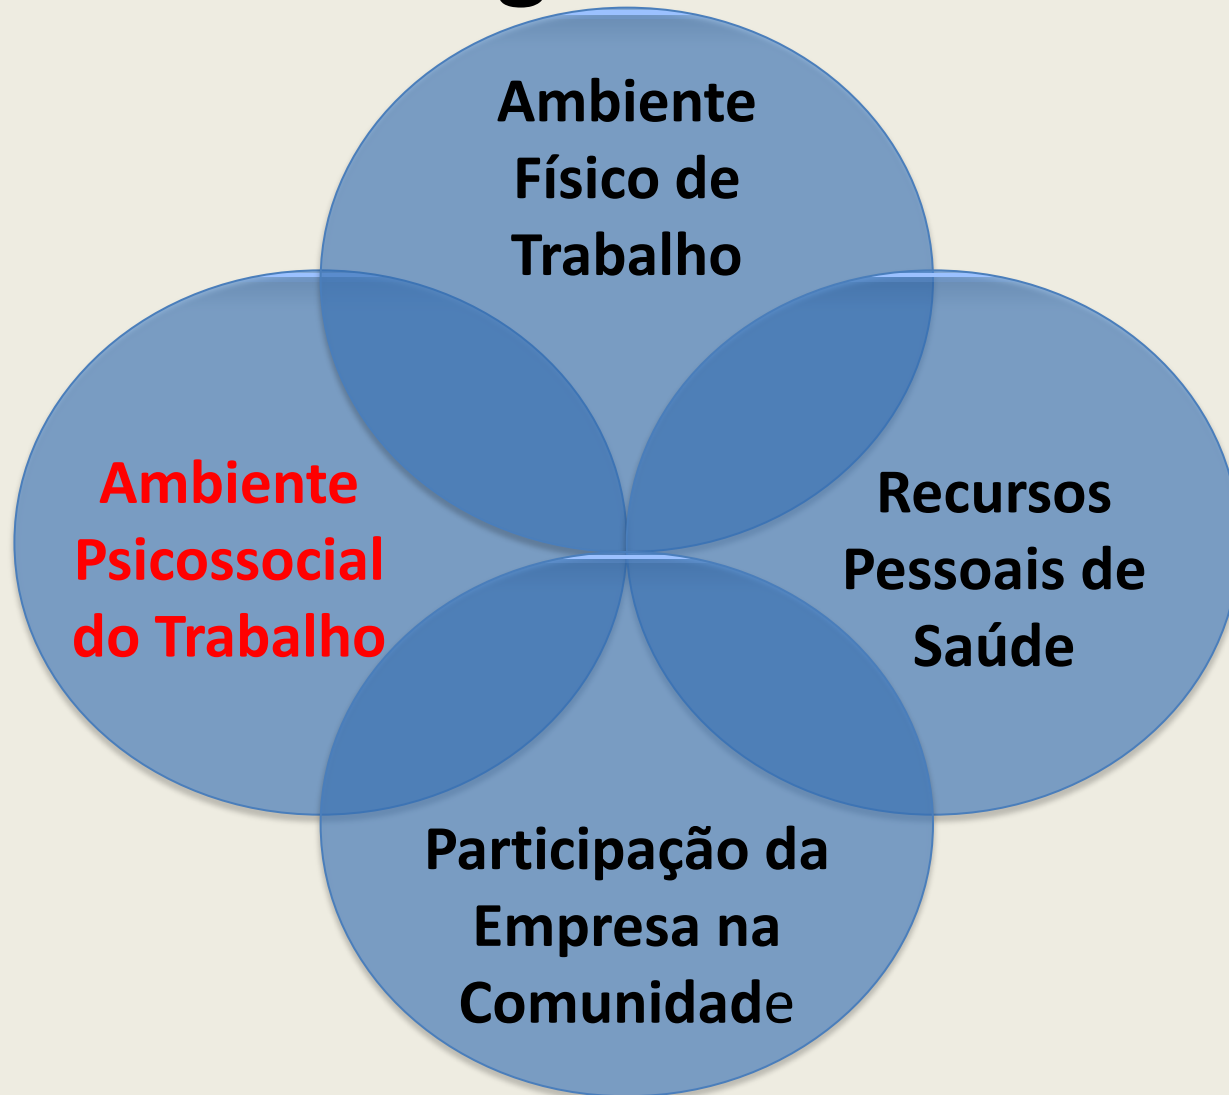 Ambiente
Físico de
Trabalho
Ambiente
Psicossocial
do Trabalho
Recursos
Pessoais de
Saúde
Participação da
Empresa na
Comunidade